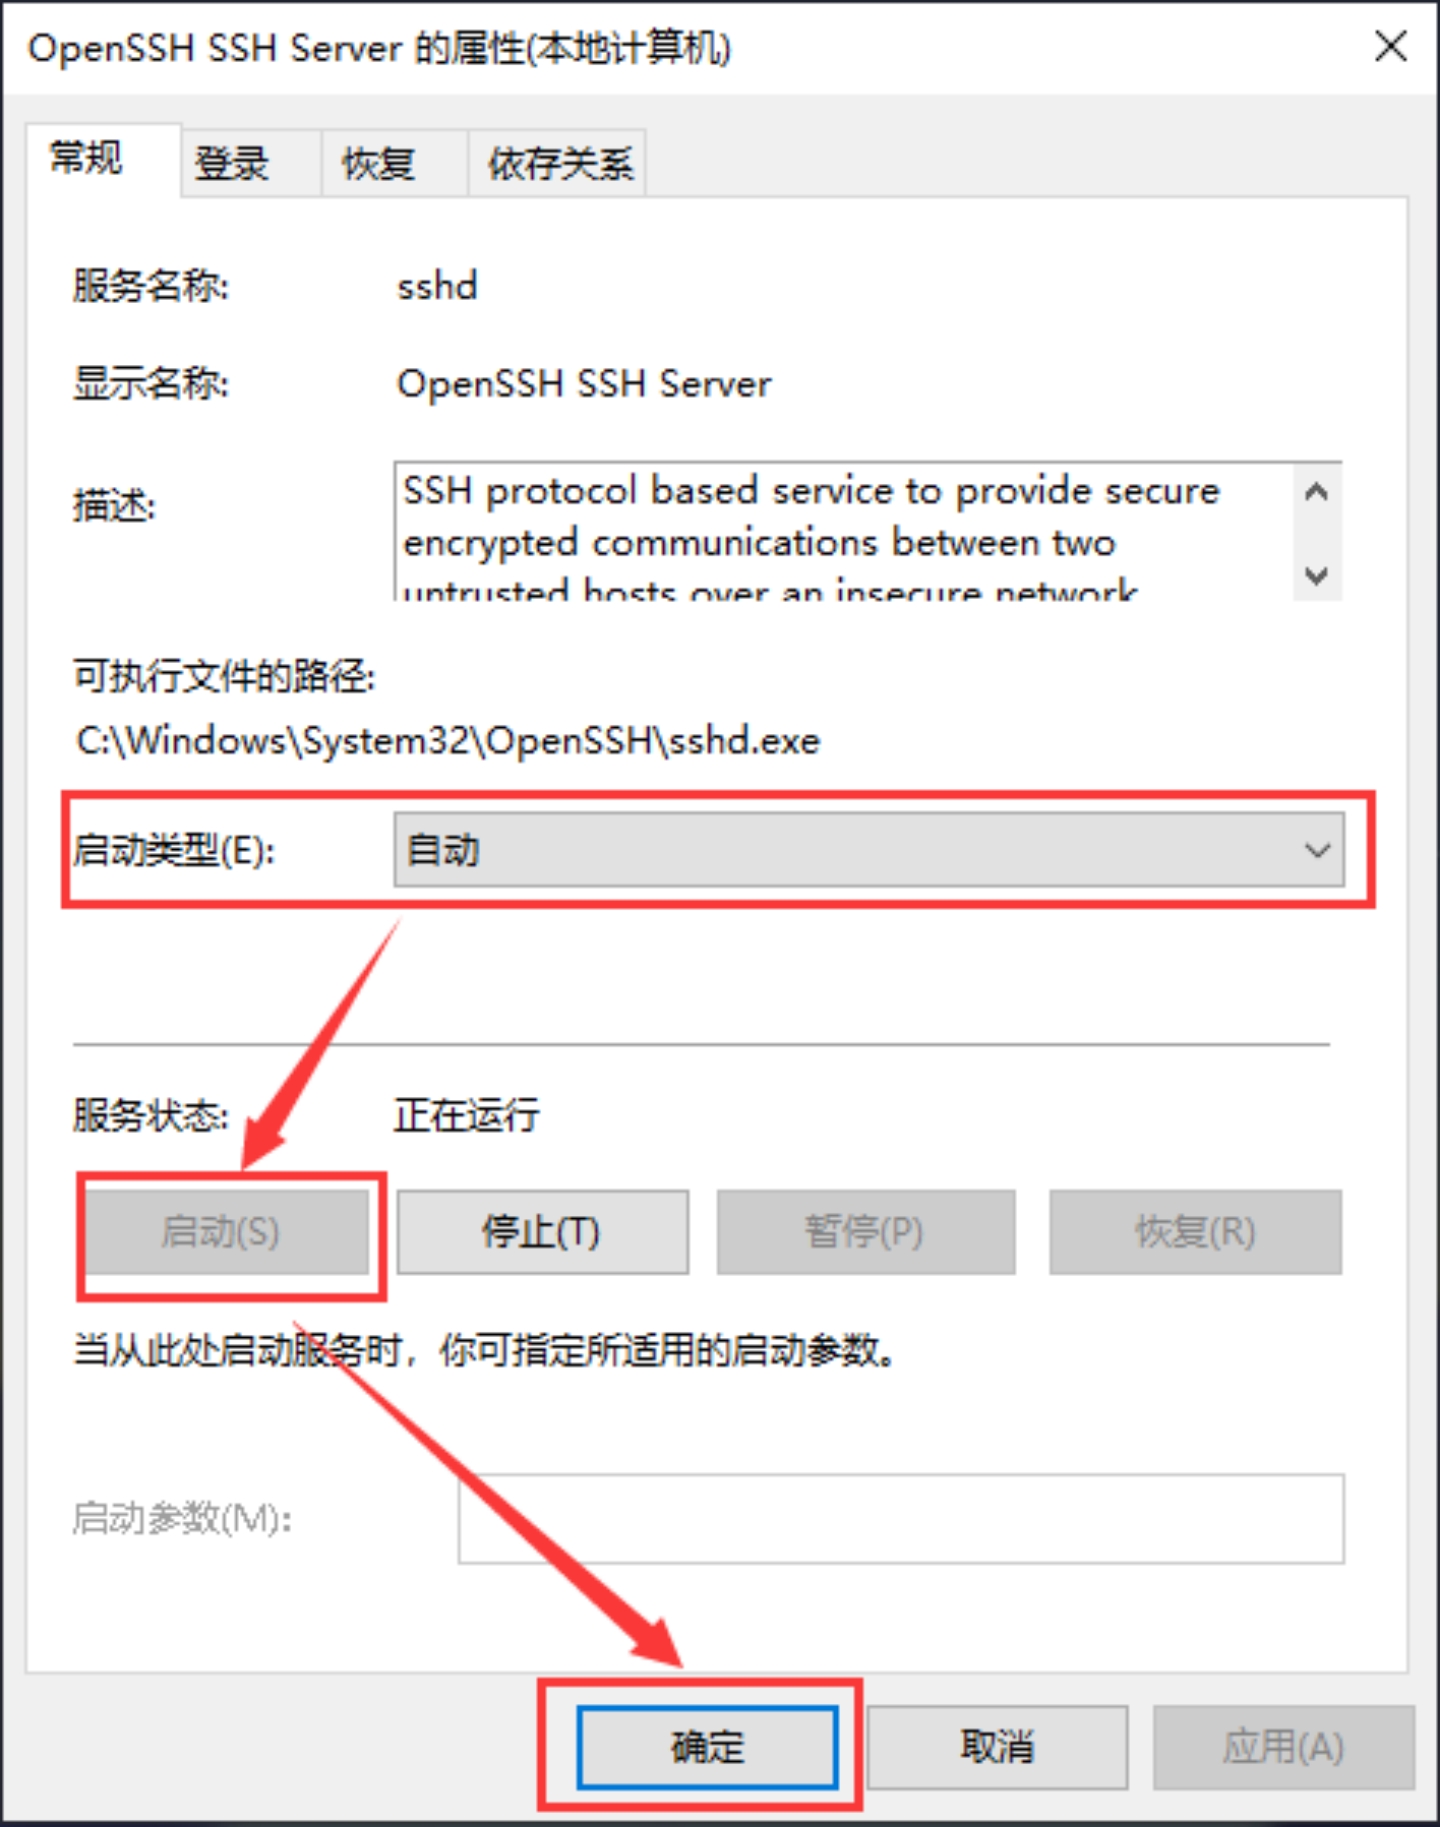 OpenSSH SSH Server 的属性(本地计算机)
常规 登录 恢复 依存关系
服务名称: sshd
显示名称: OpenSSH SSH Server
描述: SSH protocol based service to provide secure
encrypted communications between two
untrusted hosts over an insecure network
可执行文件的路径:
C:\Windows\System32\OpenSSH\sshd.exe
启动类型(E): 自动
服务状态: 正在运行
启动(S) 停止(T) 暂停(P) 恢复(R)
当从此处启动服务时，你可指定所适用的启动参数。
启动参数(M):
确定 取消 应用(A)